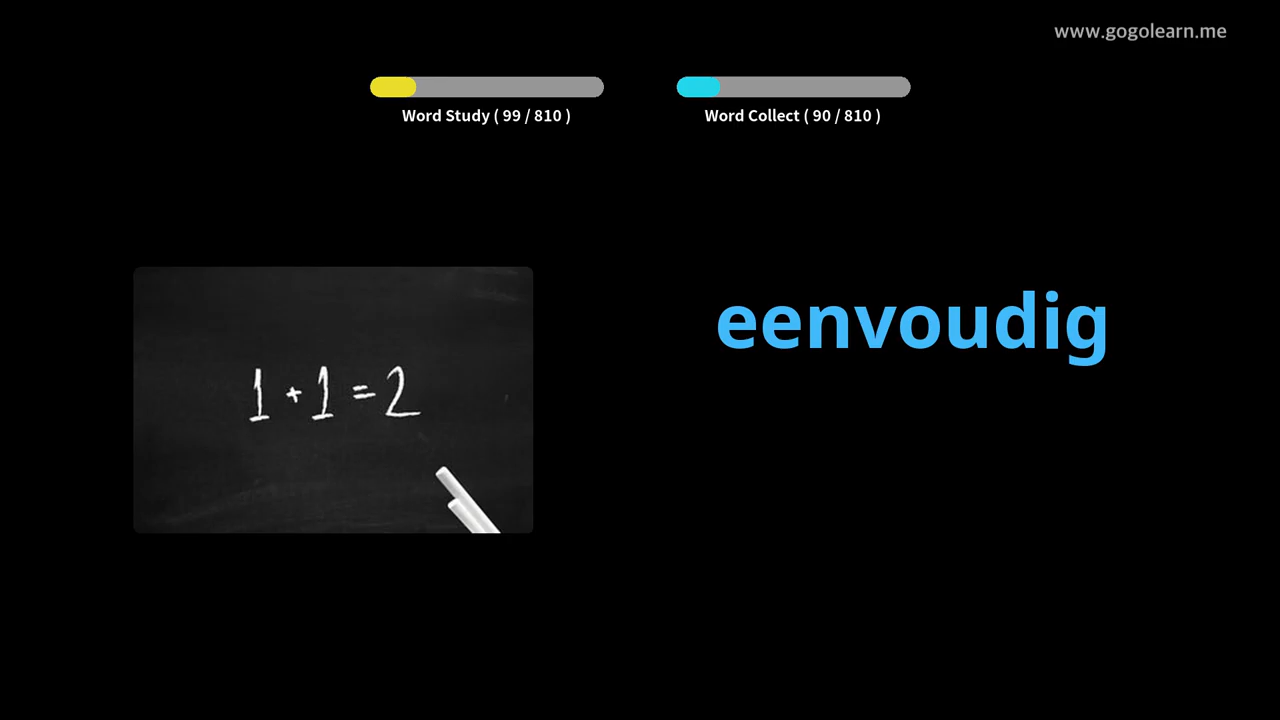 www.gogolearn.me
Word Study ( 99 / 810 )
Word Collect ( 90 / 810 )
eenvoudig
1 + 1 = 2